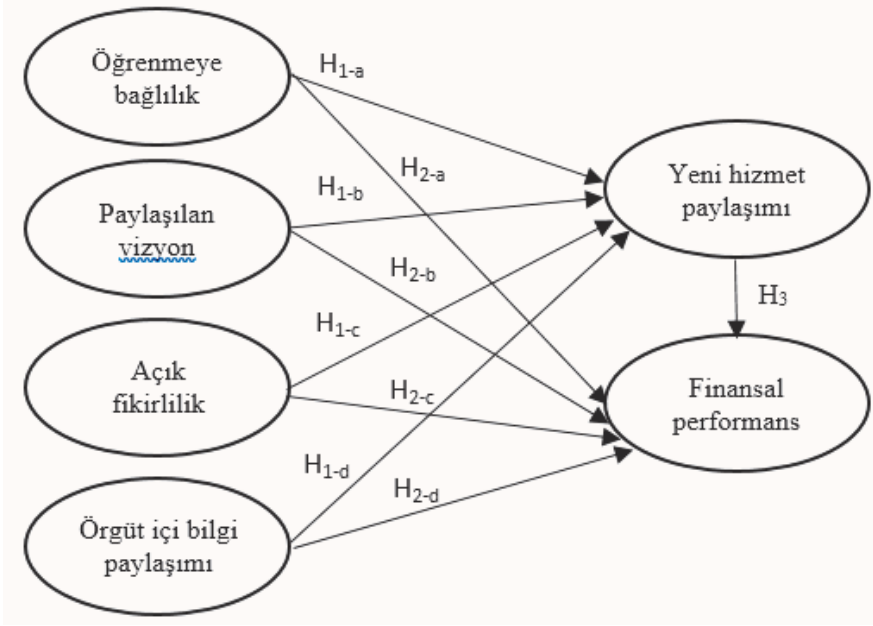 Öğrenmeye
bağlılık
H1-a
H2-a
Yeni hizmet
paylaşımı
H1-b
Paylaşılan
vizyon
H2-b
H3
H1-c
Açık
fikirlilik
H2-c
Finansal
performans
H1-d
H2-d
Örgüt içi bilgi
paylaşımı